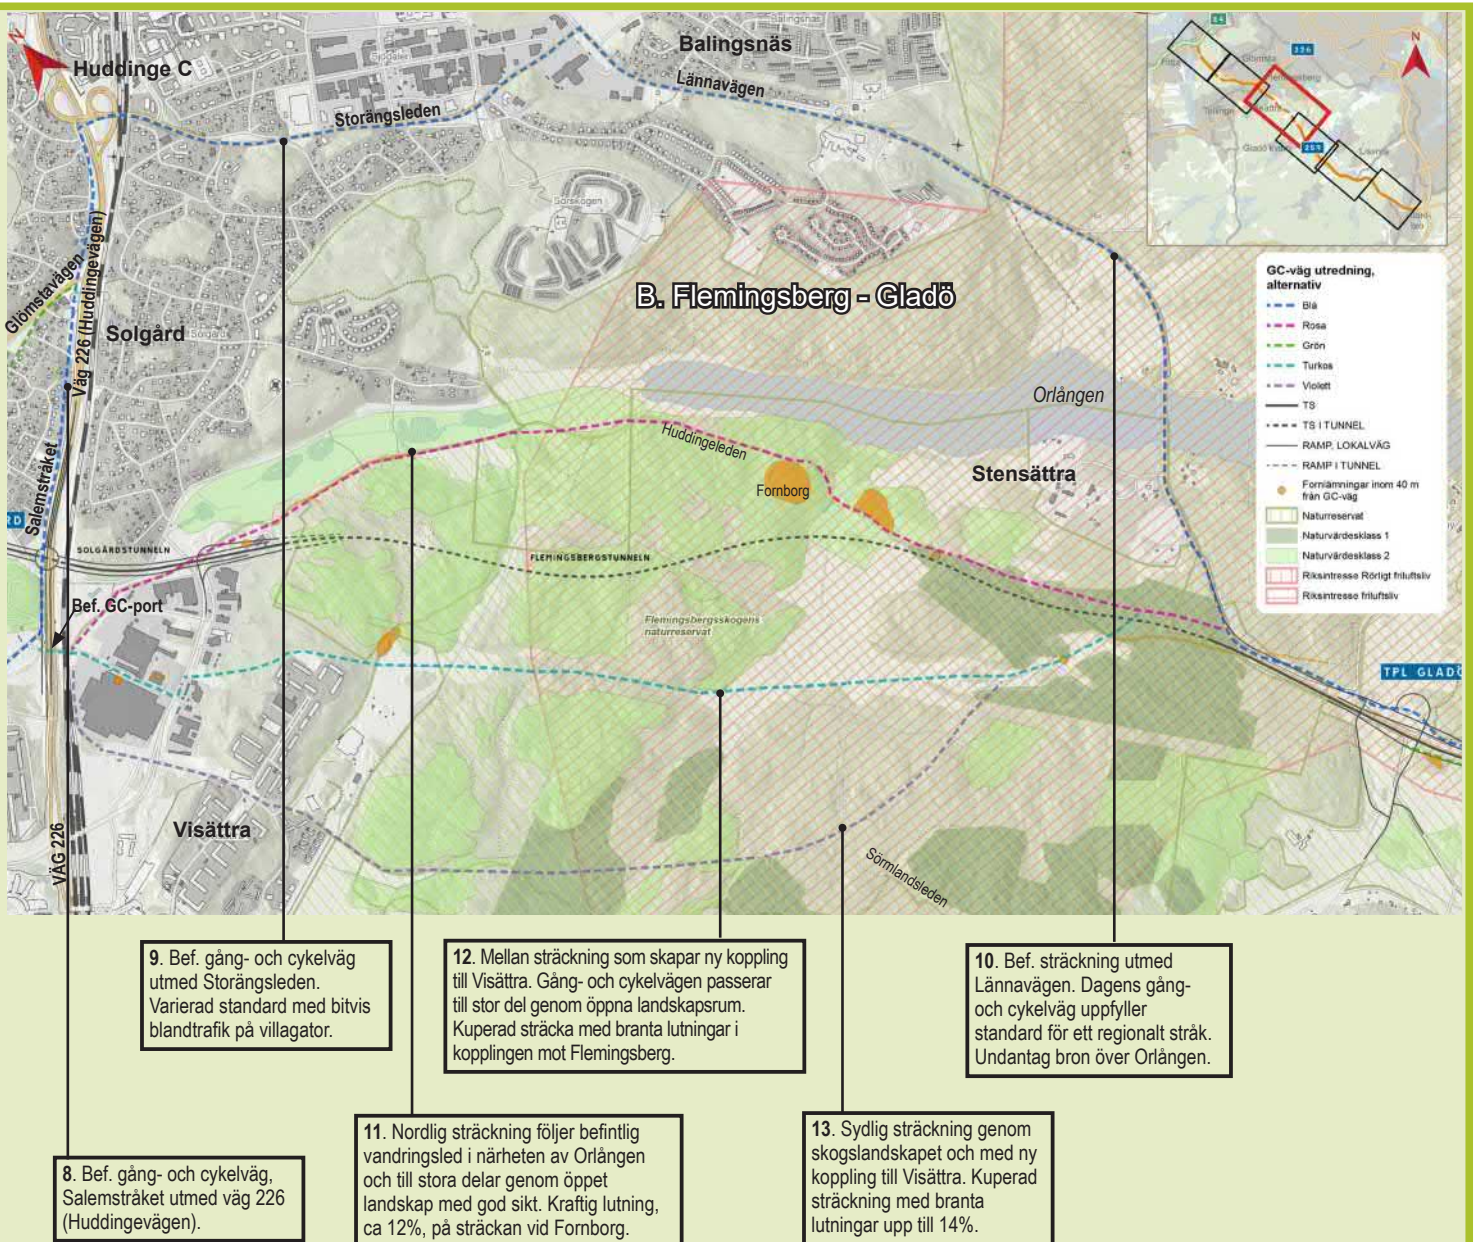 N
Huddinge C
Balingsnäs
Balingsnäs
Lännavägen
Storängsleden
Sörskogen
Glömstavägen
Väg 226 (Huddingevägen)
Solgård
Solgård
Salemstråket
B. Flemingsberg - Gladö
Orlången
Huddingeleden
Fornborg
Stensättra
SOLGÅRDSTUNNELN
FLEMINGSBERGSTUNNELN
Bef. GC-port
Flemingsbergsskogens
naturreservat
TPL GLADÖ
Visättra
VÄG 226
Sörmlandsleden
N
226
259
Glömsta
Flemingsberg
Gladö kvarn
GC-väg utredning,
alternativ
Blå
Rosa
Grön
Turkos
Violett
TS
TS I TUNNEL
RAMP, LOKALVÄG
RAMP I TUNNEL
Fornlämningar inom 40 m
från GC-väg
Naturreservat
Naturvärdesklass 1
Naturvärdesklass 2
Riksintresse Rörligt friluftsliv
Riksintresse friluftsliv
9. Bef. gång- och cykelväg
utmed Storängsleden.
Varierad standard med bitvis
blandtrafik på villagator.
12. Mellan sträckning som skapar ny koppling
till Visättra. Gång- och cykelvägen passerar
till stor del genom öppna landskapsrum.
Kuperad sträcka med branta lutningar i
kopplingen mot Flemingsberg.
10. Bef. sträckning utmed
Lännavägen. Dagens gång-
och cykelväg uppfyller
standard för ett regionalt stråk.
Undantag bron över Orlången.
8. Bef. gång- och cykelväg,
Salemstråket utmed väg 226
(Huddingevägen).
11. Nordlig sträckning följer befintlig
vandringsled i närheten av Orlången
och till stora delar genom öppet
landskap med god sikt. Kraftig lutning,
ca 12%, på sträckan vid Fornborg.
13. Sydlig sträckning genom
skogslandskapet och med ny
koppling till Visättra. Kuperad
sträckning med branta
lutningar upp till 14%.